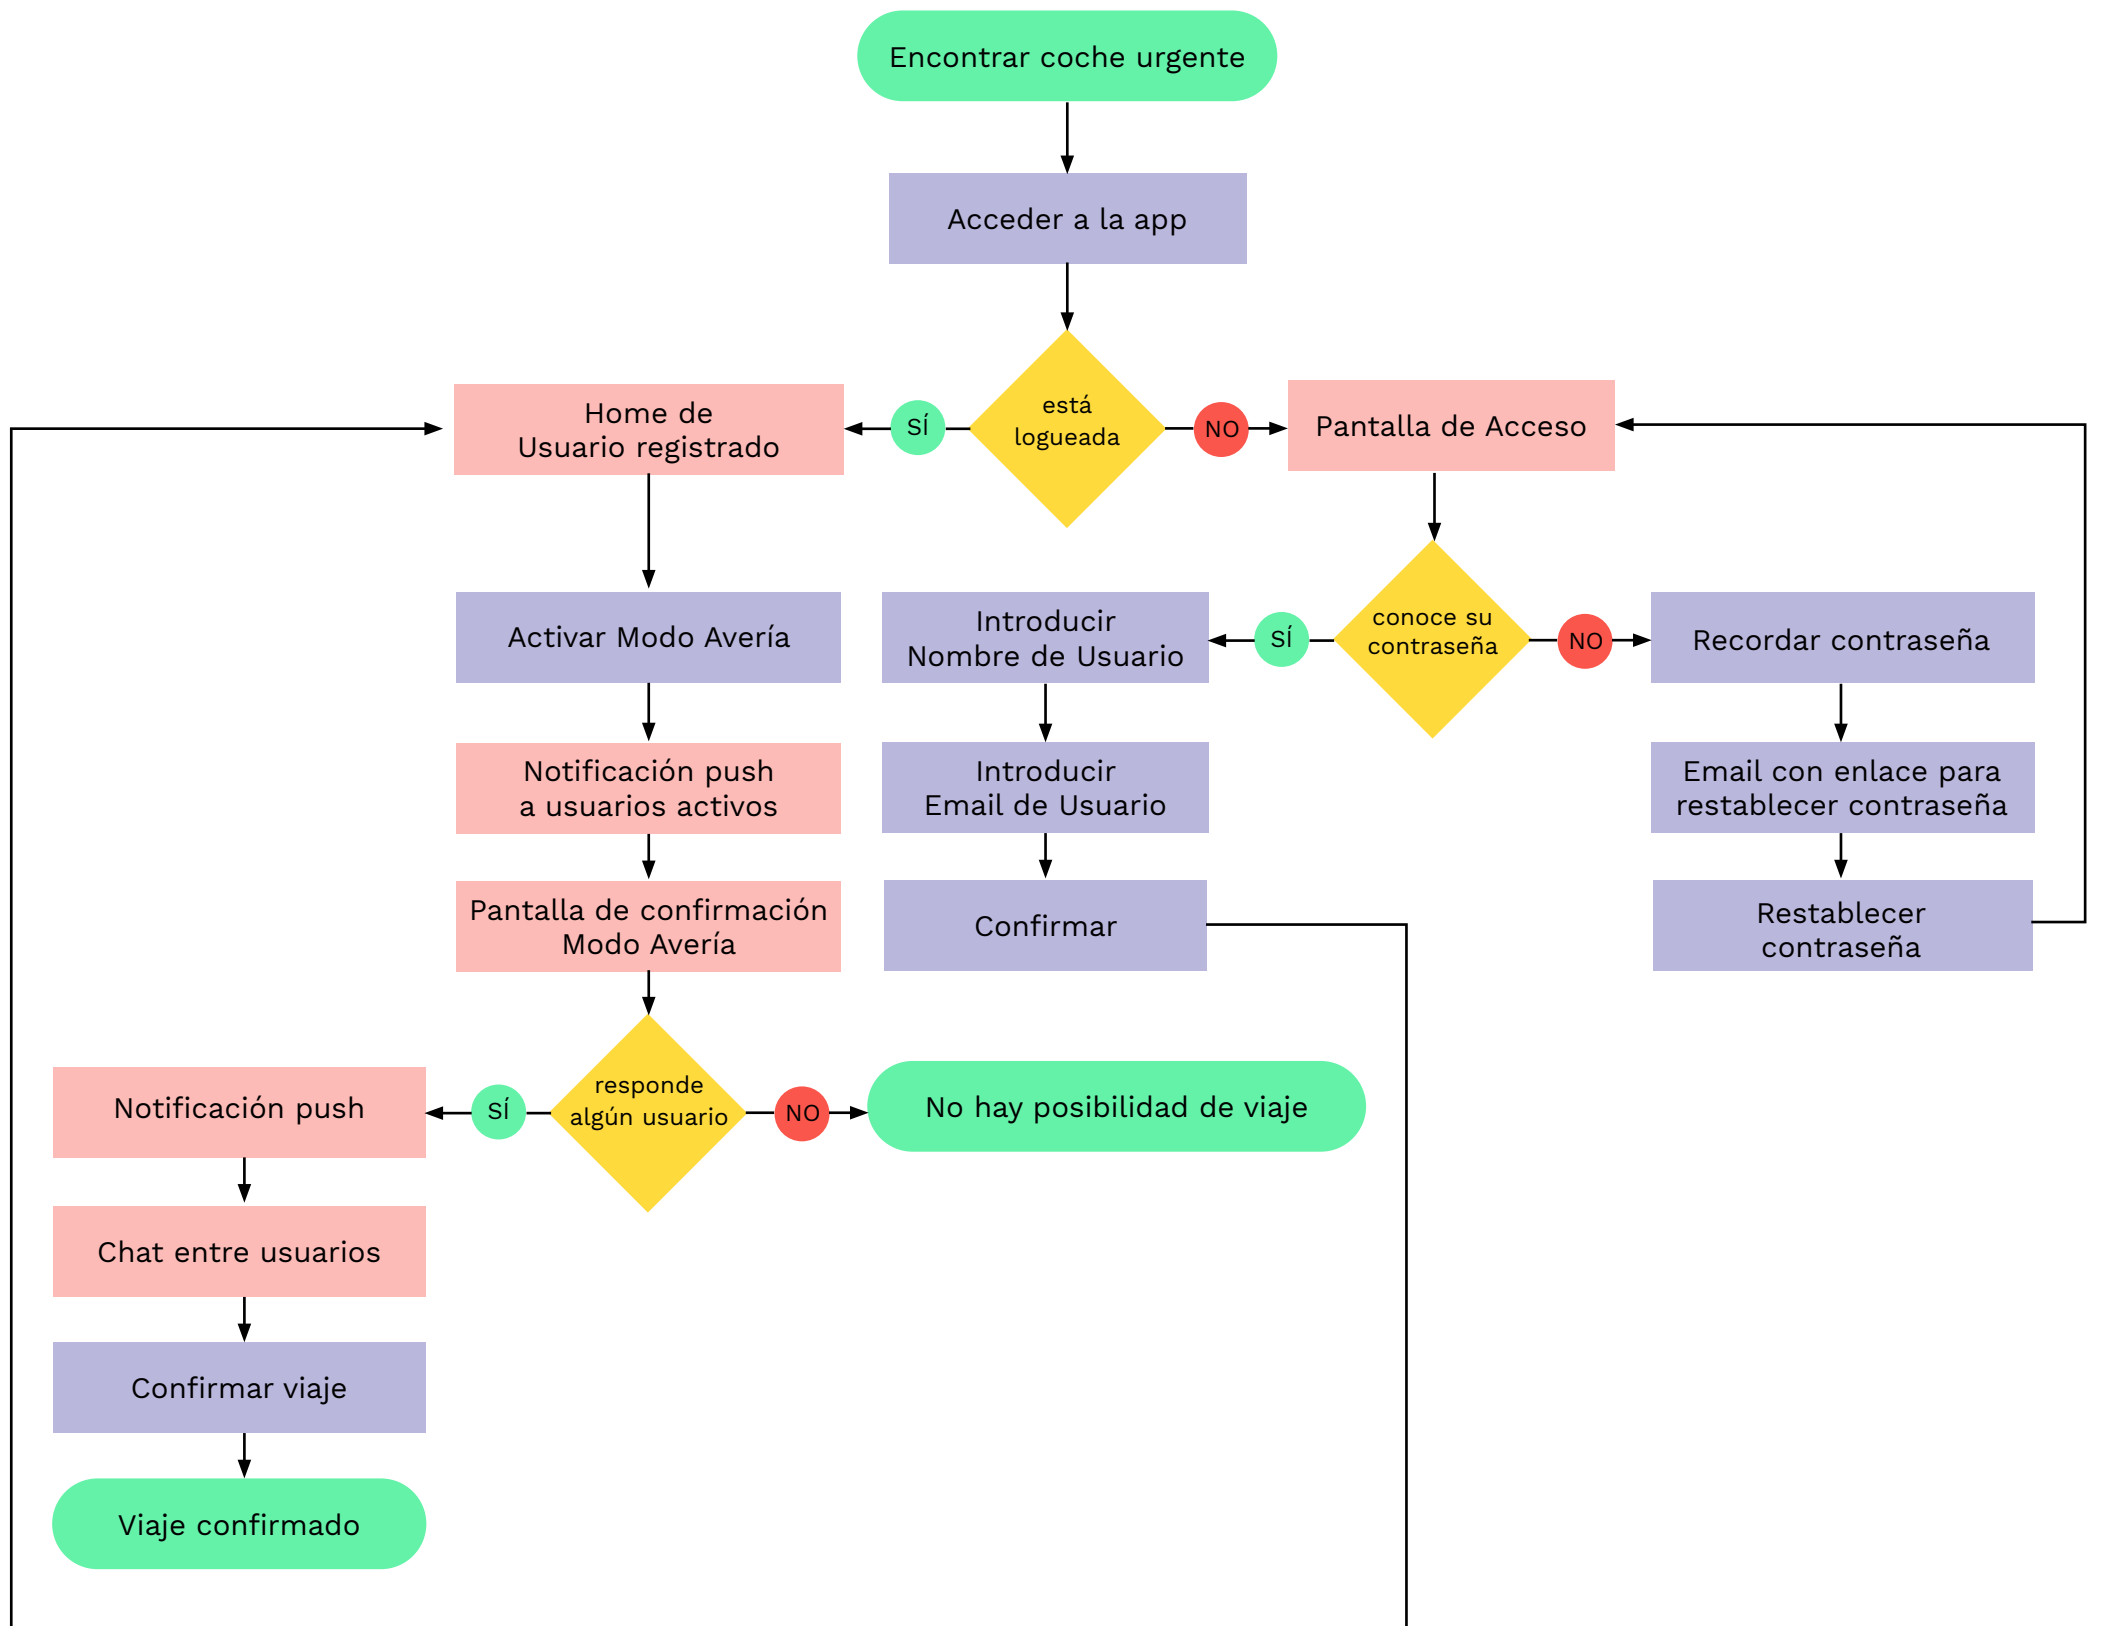 Encontrar coche urgente
Acceder a la app
está
logueada
SÍ
NO
Home de
Usuario registrado
Pantalla de Acceso
conoce su
contraseña
SÍ
NO
Activar Modo Avería
Introducir
Nombre de Usuario
Recordar contraseña
Notificación push
a usuarios activos
Introducir
Email de Usuario
Email con enlace para
restablecer contraseña
Pantalla de confirmación
Modo Avería
Confirmar
Restablecer
contraseña
responde
algún usuario
SÍ
NO
Notificación push
No hay posibilidad de viaje
Chat entre usuarios
Confirmar viaje
Viaje confirmado